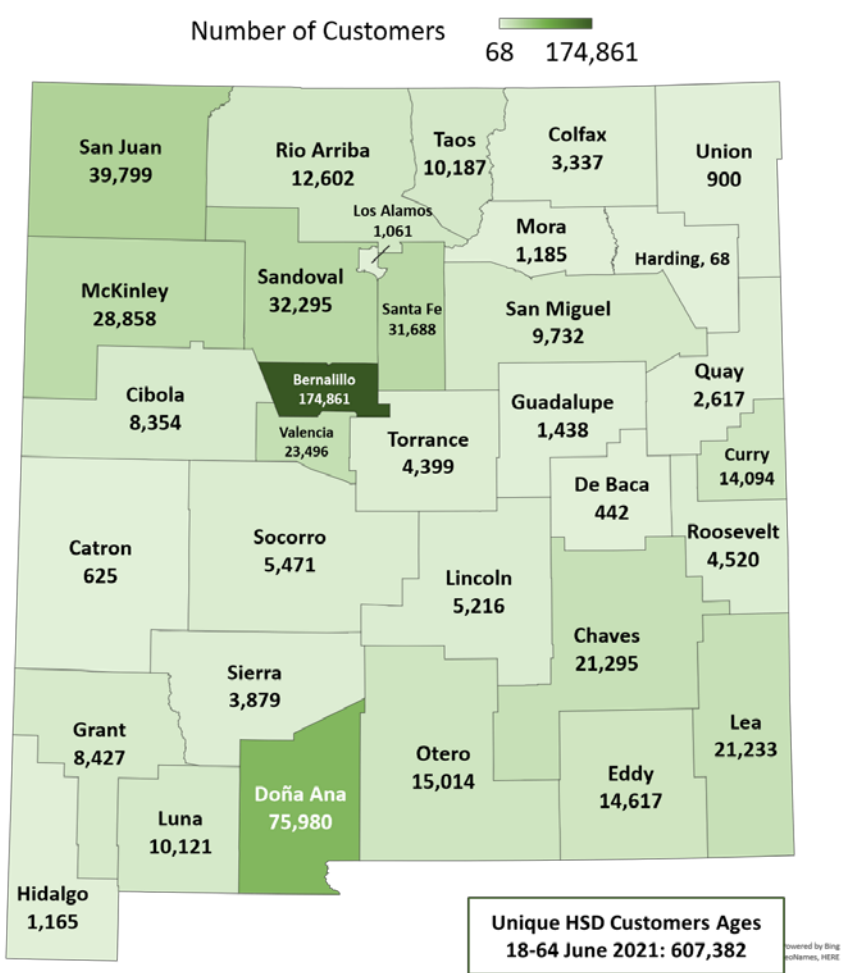 Number of Customers
68 174,861
San Juan
39,799
Rio Arriba
12,602
Taos
10,187
Colfax
3,337
Union
900
Los Alamos
1,061
Mora
1,185
Harding, 68
McKinley
28,858
Sandoval
32,295
Santa Fe
31,688
San Miguel
9,732
Quay
2,617
Bernalillo
174,861
Cibola
8,354
Valencia
23,496
Torrance
4,399
Guadalupe
1,438
Curry
14,094
De Baca
442
Roosevelt
4,520
Catron
625
Socorro
5,471
Lincoln
5,216
Chaves
21,295
Sierra
3,879
Grant
8,427
Doña Ana
75,980
Otero
15,014
Eddy
14,617
Lea
21,233
Luna
10,121
Hidalgo
1,165
Unique HSD Customers Ages
18-64 June 2021: 607,382
owered by Bing
eoNames, HERE